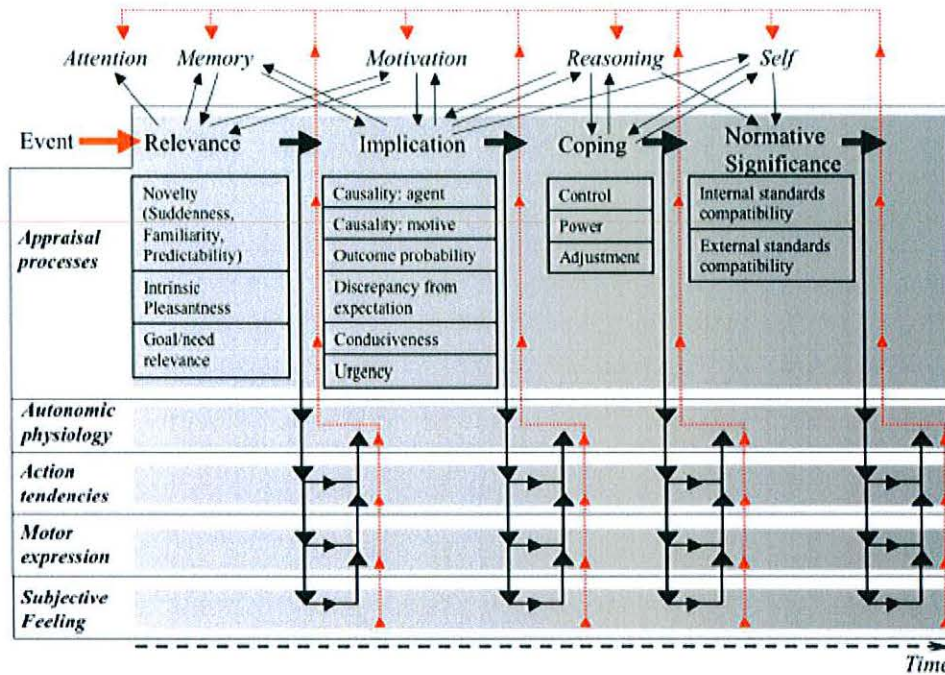 Attention Memory Motivation Reasoning Self
Event Relevance Implication Coping Normative
Significance
Appraisal
processes
Novelty
(Suddenness,
Familiarity,
Predictability)
Intrinsic
Pleasantness
Goal/need
relevance
Causality: agent
Causality: motive
Outcome probability
Discrepancy from
expectation
Conduciveness
Urgency
Control
Power
Adjustment
Internal standards
compatibility
External standards
compatibility
Autonomic
physiology
Action
tendencies
Motor
expression
Subjective
Feeling
Time